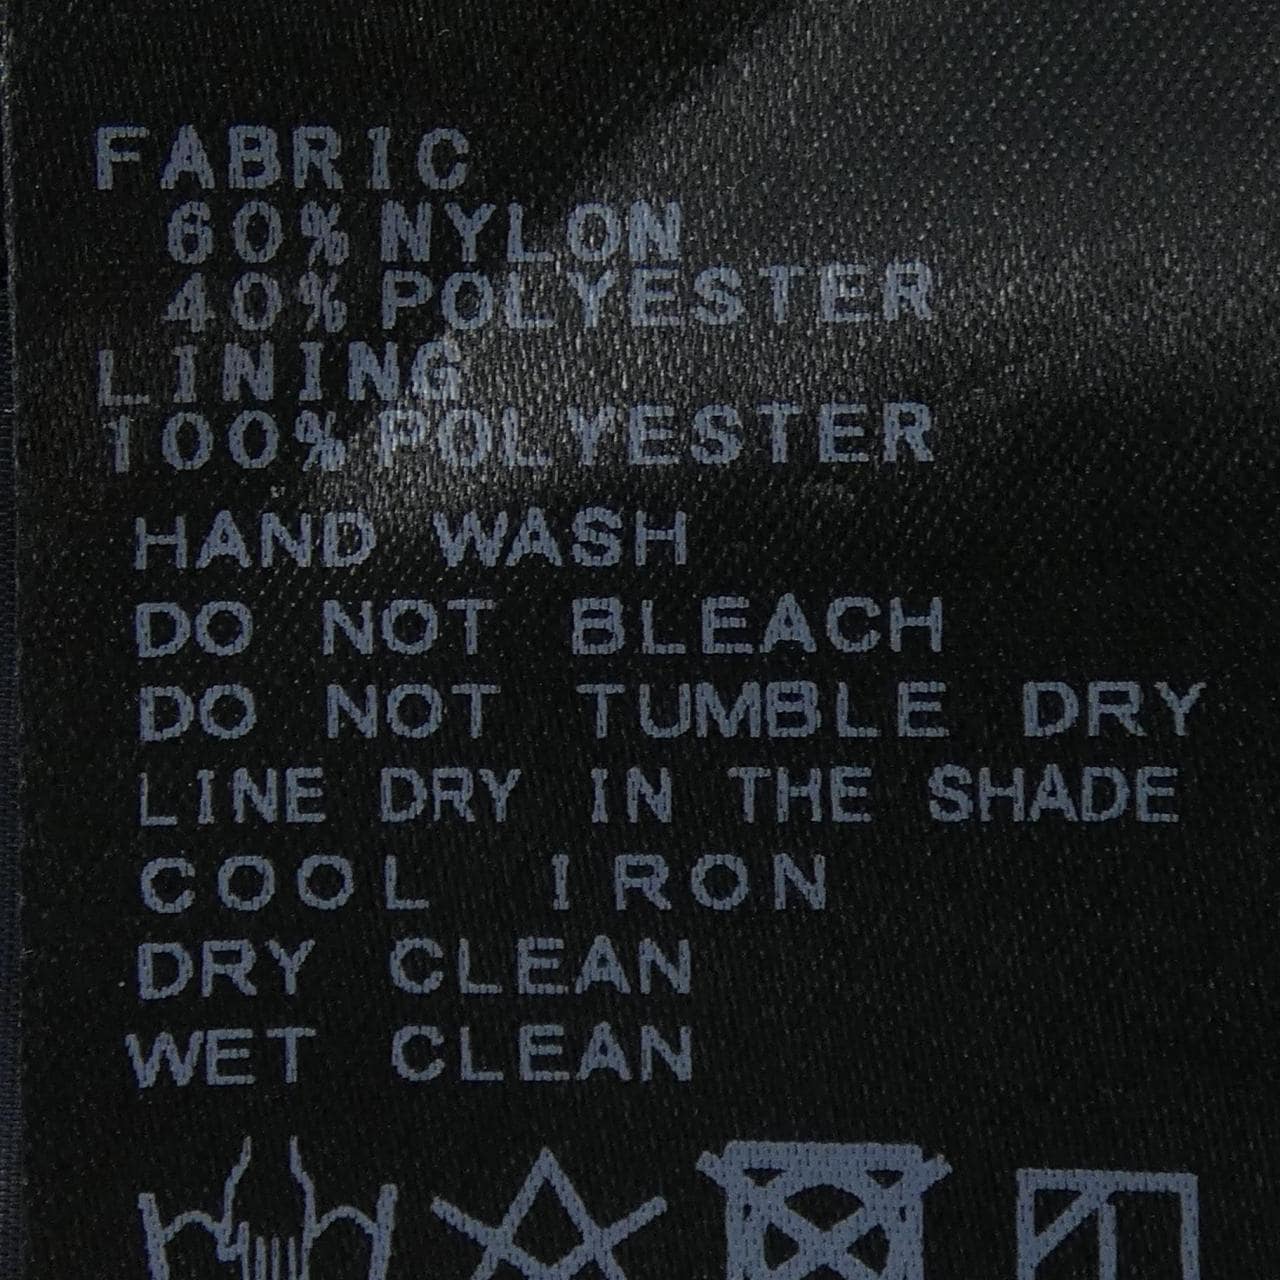 FABRIC
60% NYLON
40% POLYESTER
LINING
100% POLYESTER
HAND WASH
DO NOT BLEACH
DO NOT TUMBLE DRY
LINE DRY IN THE SHADE
COOL IRON
DRY CLEAN
WET CLEAN